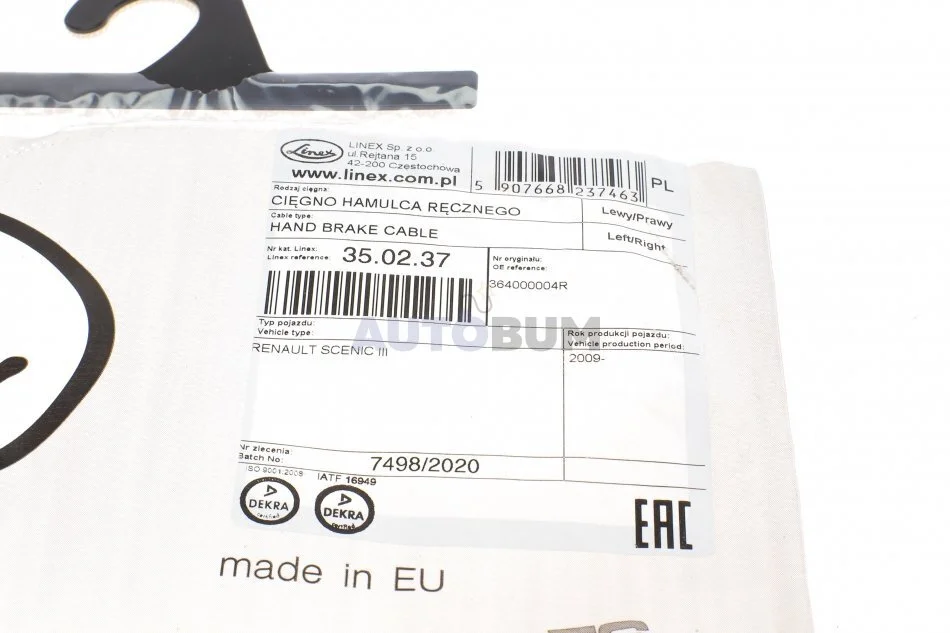 Linex
LINEX Sp. z o.o.
ul.Rejtana 15
42-200 Częstochowa
www.linex.com.pl
5 907668 237463
PL
Rodzaj cięgna:
CIĘGNO HAMULCA RĘCZNEGO
Lewy/Prawy
Cable type:
HAND BRAKE CABLE
Left/Right
Nr kat. Linex:
Linex reference:
35.02.37
Nr oryginału:
OE reference:
364000004R
AUTOBUM
Typ pojazdu:
Vehicle type:
RENAULT SCENIC III
Rok produkcji pojazdu:
Vehicle production period:
2009-
Nr zlecenia:
Batch No:
7498/2020
ISO 9001:2008
IATF 16949
DEKRA
certified
DEKRA
certified
EAC
made in EU